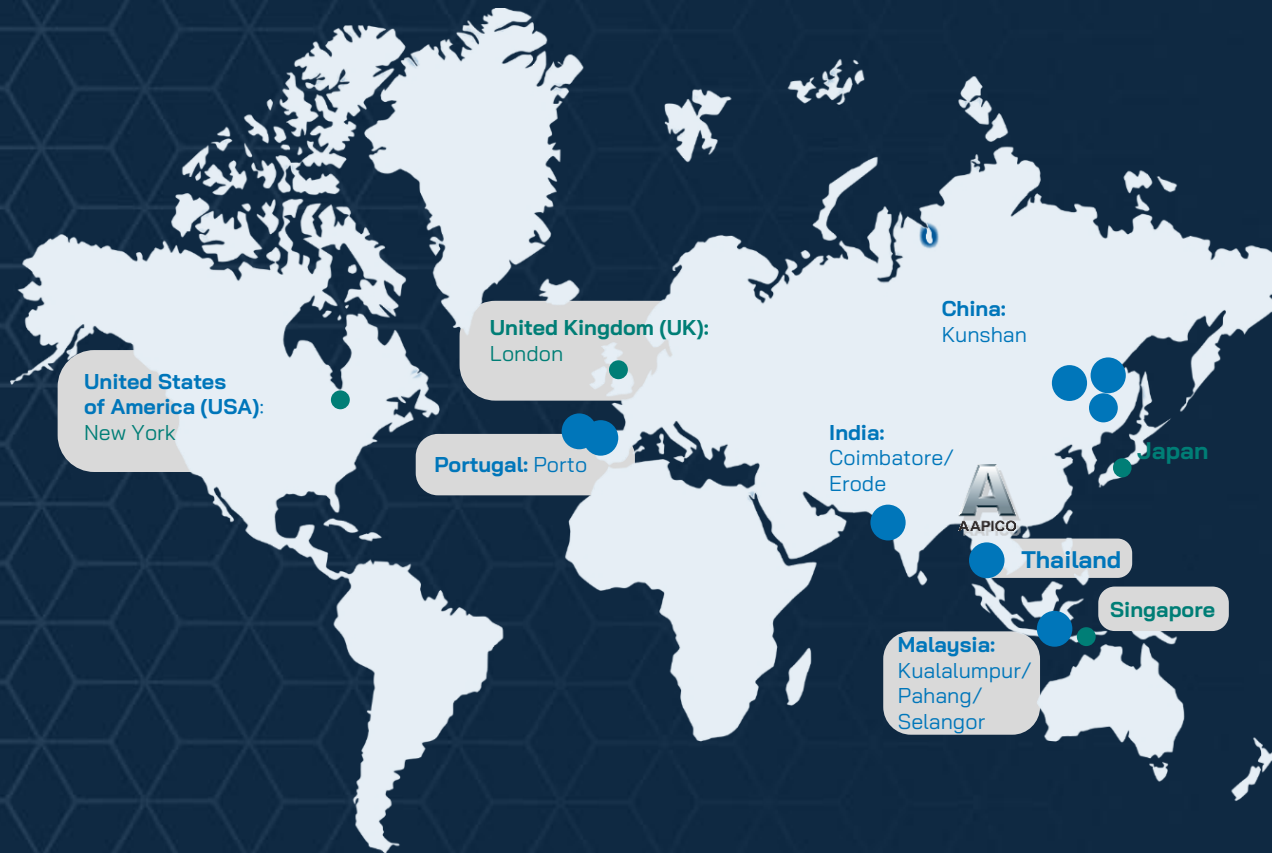 United States
of America (USA):
New York
United Kingdom (UK):
London
Portugal: Porto
China:
Kunshan
India:
Coimbatore/
Erode
Japan
AAPICO
Thailand
Singapore
Malaysia:
Kualalumpur/
Pahang/
Selangor